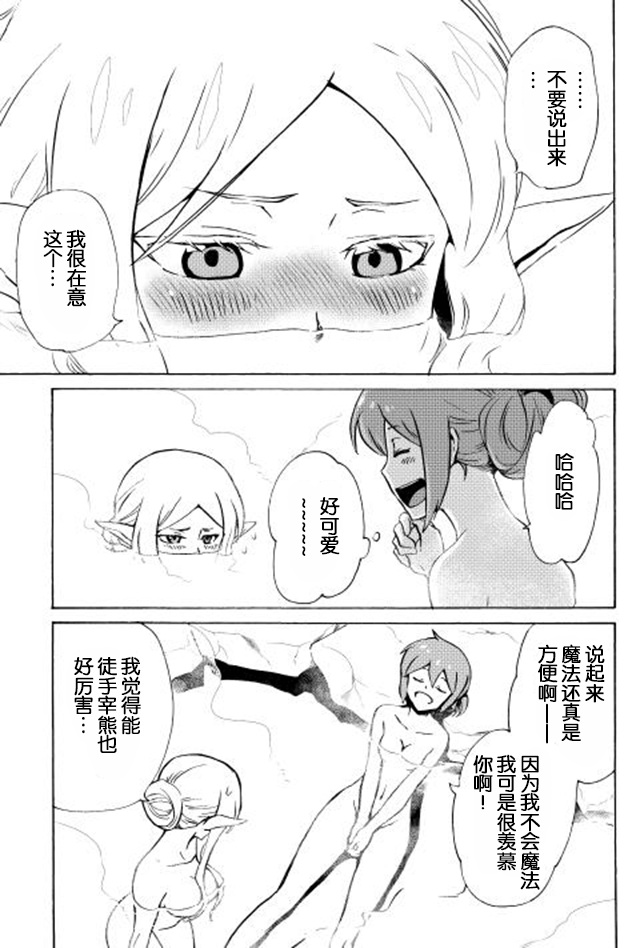 ……
不要说出来
…
我很在意
这个…
哈哈哈
好可爱
~~~~~
说起来
魔法还真是
方便啊——
因为我不会魔法
我可是很羡慕
你啊！
我觉得能
徒手宰熊也
好厉害…